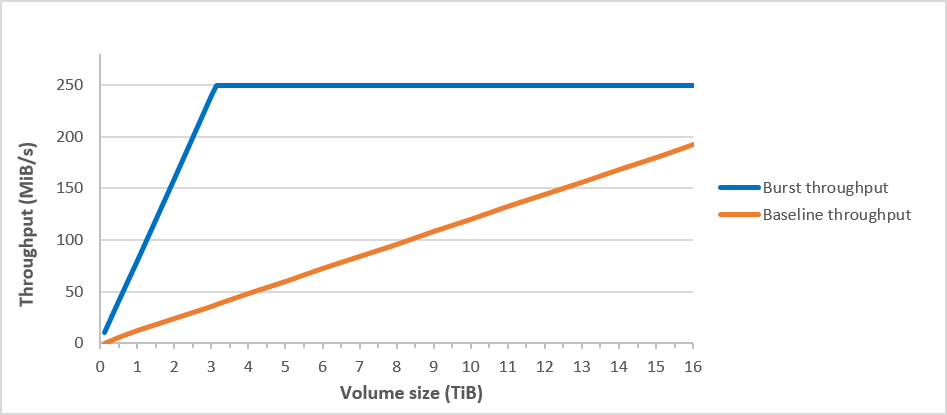 Throughput (MiB/s)
250
200
150
100
50
0
0 1 2 3 4 5 6 7 8 9 10 11 12 13 14 15 16
Volume size (TiB)
Burst throughput
Baseline throughput